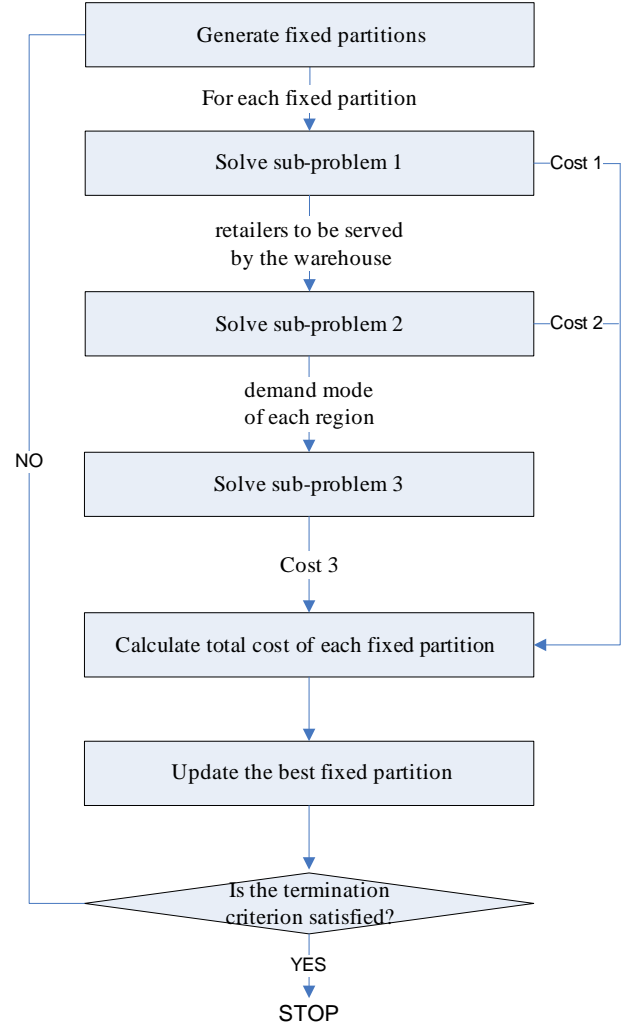 Generate fixed partitions
For each fixed partition
Solve sub-problem 1
Cost 1
retailers to be served
by the warehouse
Solve sub-problem 2
Cost 2
demand mode
of each region
NO
Solve sub-problem 3
Cost 3
Calculate total cost of each fixed partition
Update the best fixed partition
Is the termination
criterion satisfied?
YES
STOP